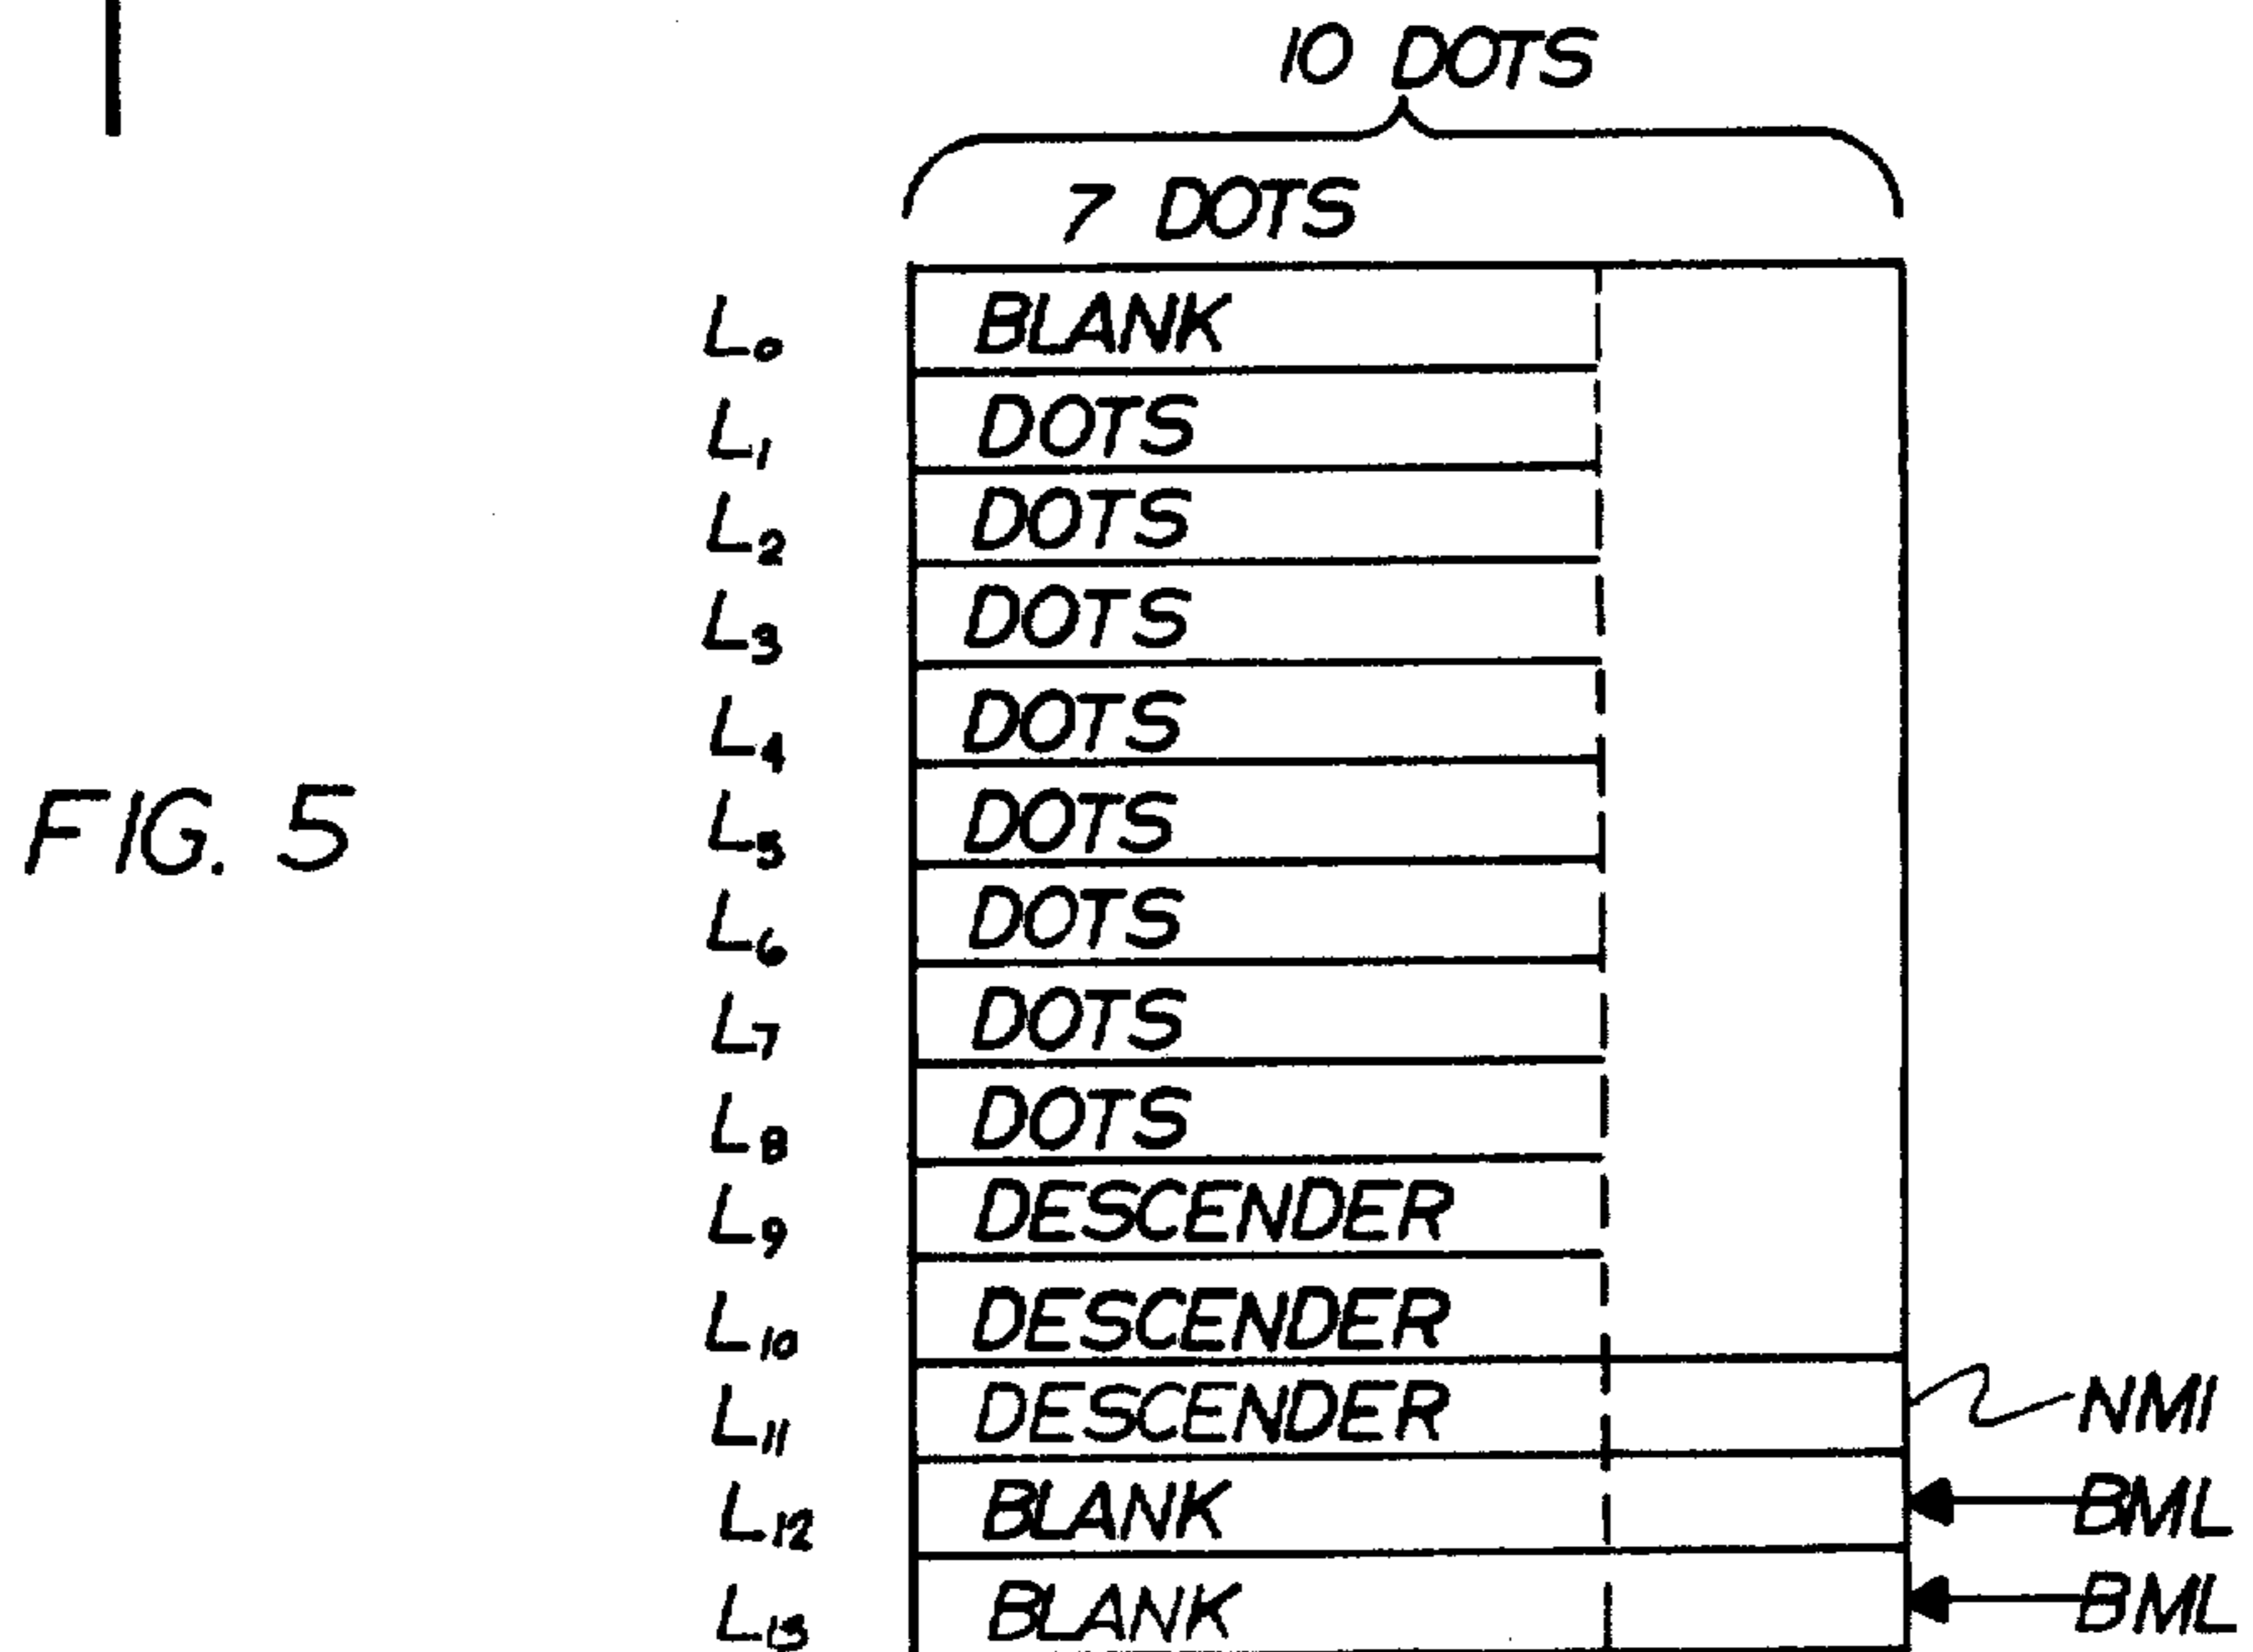 10 DOTS
7 DOTS
L0 BLANK
L1 DOTS
L2 DOTS
L3 DOTS
L4 DOTS
FIG. 5
L5 DOTS
L6 DOTS
L7 DOTS
L8 DOTS
L9 DESCENDER
L10 DESCENDER
L11 DESCENDER NMI
L12 BLANK BML
L13 BLANK BML